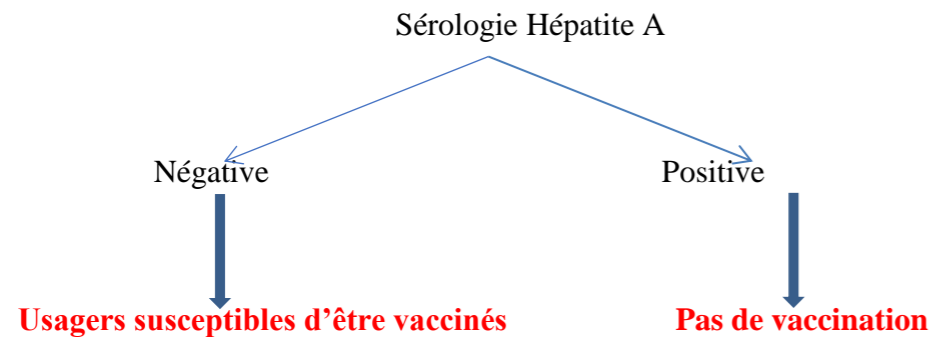 Sérologie Hépatite A
Négative
Positive
Usagers susceptibles d’être vaccinés
Pas de vaccination